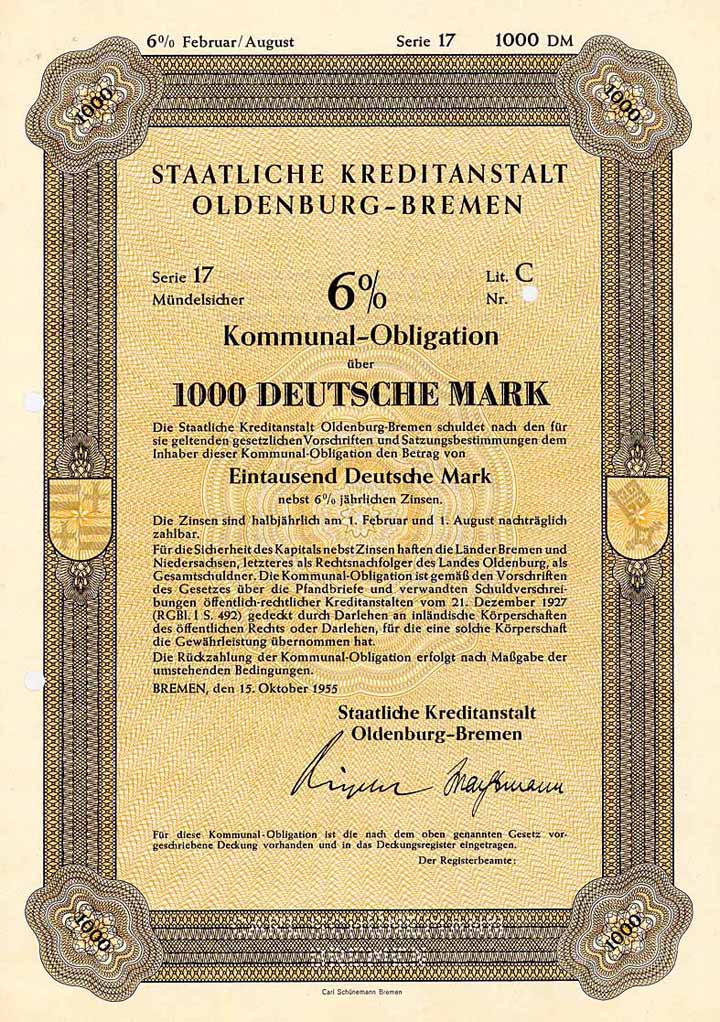 6% Februar/August Serie 17 1000 DM
1000 1000
STAATLICHE KREDITANSTALT
OLDENBURG-BREMEN
Serie 17 6% Lit. C
Mündelsicher Nr.
Kommunal-Obligation
über
1000 DEUTSCHE MARK
Die Staatliche Kreditanstalt Oldenburg-Bremen schuldet nach den für
sie geltenden gesetzlichen Vorschriften und Satzungsbestimmungen dem
Inhaber dieser Kommunal-Obligation den Betrag von
Eintausend Deutsche Mark
nebst 6% jährlichen Zinsen.
Die Zinsen sind halbjährlich am 1. Februar und 1. August nachträglich
zahlbar.
Für die Sicherheit des Kapitals nebst Zinsen haften die Länder Bremen und
Niedersachsen, letzteres als Rechtsnachfolger des Landes Oldenburg, als
Gesamtschuldner. Die Kommunal-Obligation ist gemäß den Vorschriften
des Gesetzes über die Pfandbriefe und verwandten Schuldverschrei-
bungen öffentlich-rechtlicher Kreditanstalten vom 21. Dezember 1927
(RGBl. I S. 492) gedeckt durch Darlehen an inländische Körperschaften
des öffentlichen Rechts oder Darlehen, für die eine solche Körperschaft
die Gewährleistung übernommen hat.
Die Rückzahlung der Kommunal-Obligation erfolgt nach Maßgabe der
umstehenden Bedingungen.
BREMEN, den 15. Oktober 1955
Staatliche Kreditanstalt
Oldenburg-Bremen
Für diese Kommunal-Obligation ist die nach dem oben genannten Gesetz vor-
geschriebene Deckung vorhanden und in das Deckungsregister eingetragen.
Der Registerbeamte:
1000 1000
Carl Schünemann Bremen